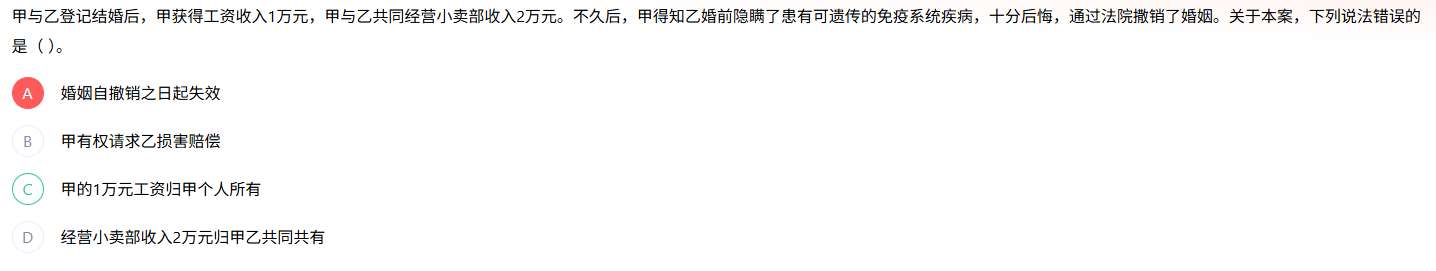 甲与乙登记结婚后，甲获得工资收入1万元，甲与乙共同经营小卖部收入2万元。不久后，甲得知乙婚前隐瞒了患有可遗传的免疫系统疾病，十分后悔，通过法院撤销了婚姻。关于本案，下列说法错误的
是（ ）。
A 婚姻自撤销之日起失效
B 甲有权请求乙损害赔偿
C 甲的1万元工资归甲个人所有
D 经营小卖部收入2万元归甲乙共同共有